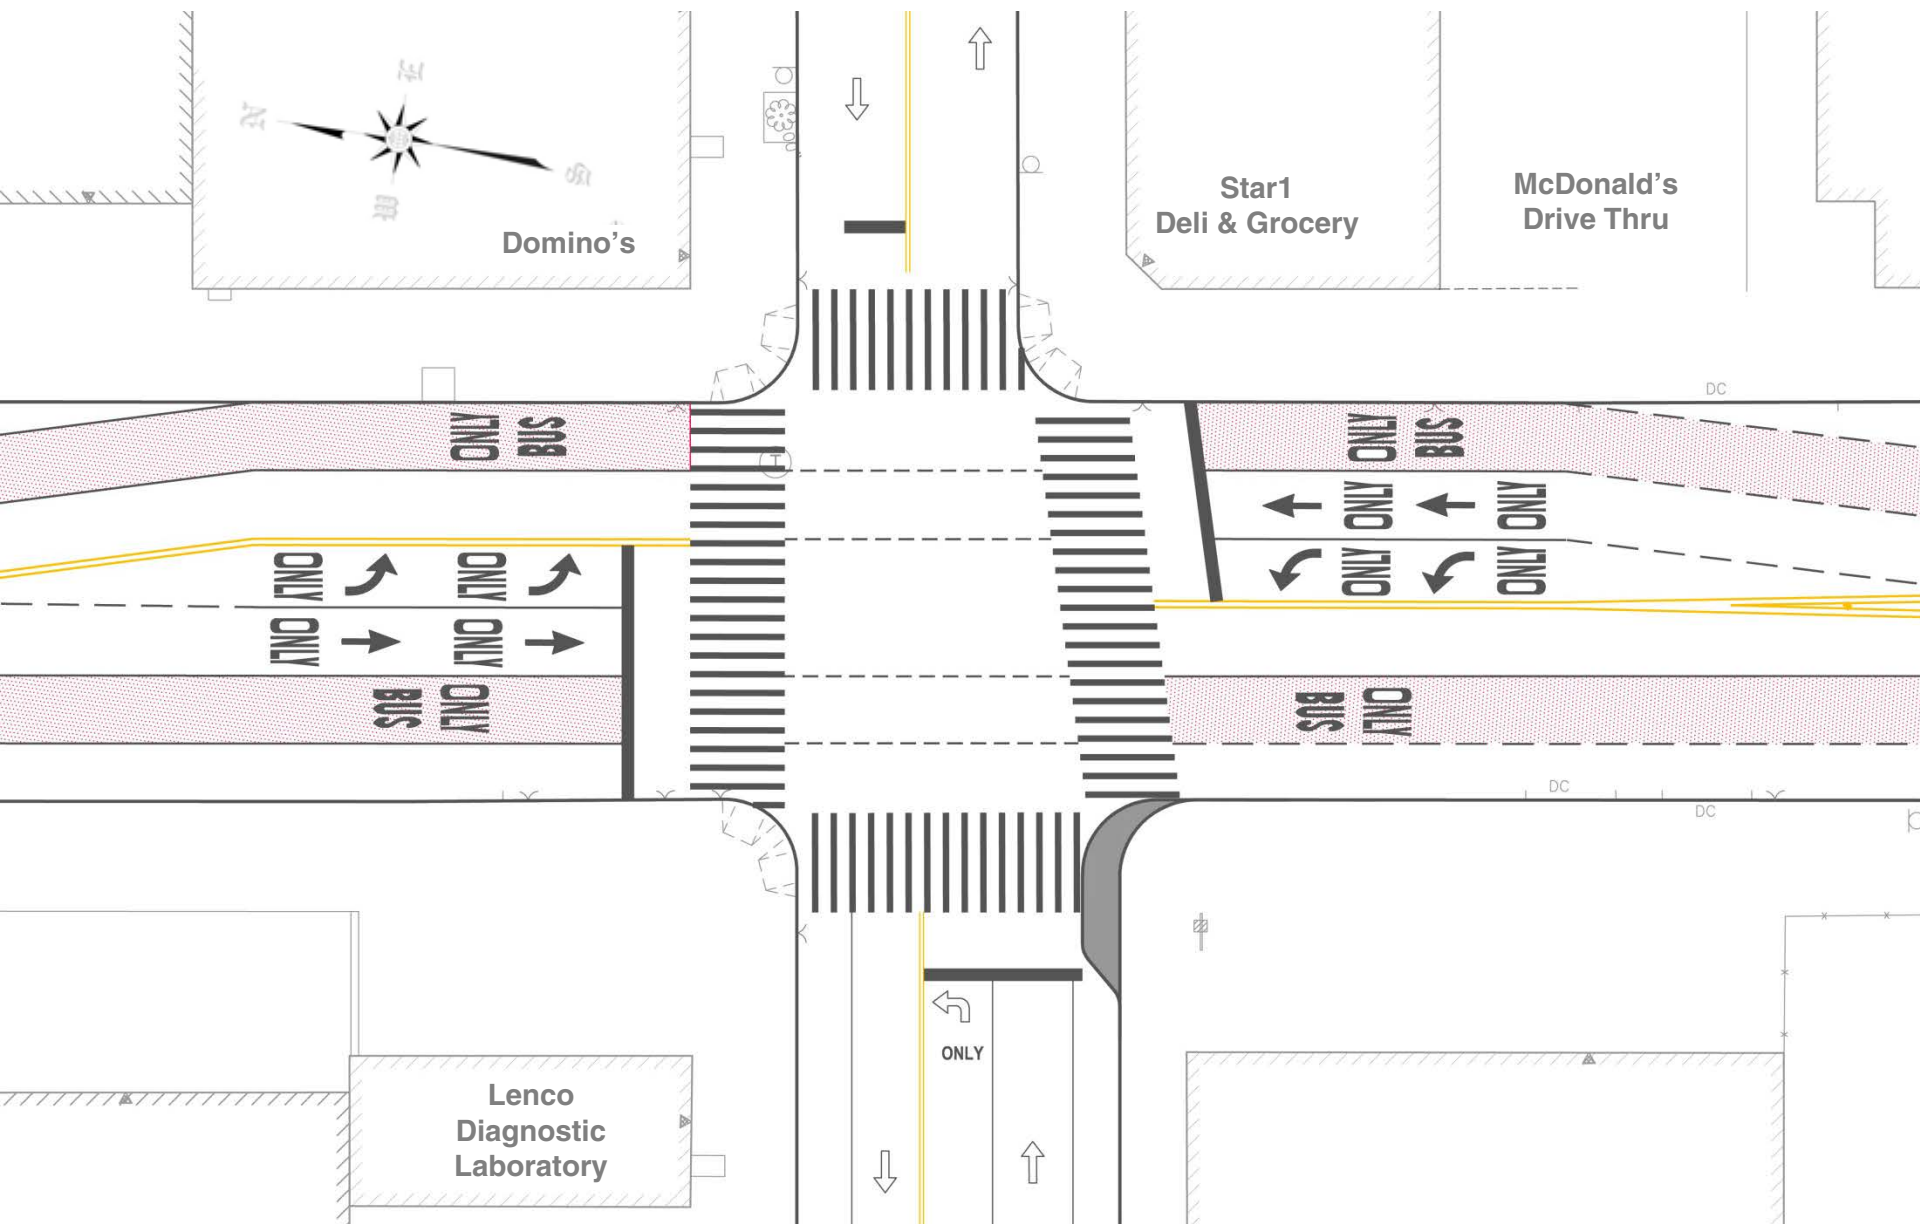 N
E
S
W
Domino's
Star1
Deli & Grocery
McDonald's
Drive Thru
DC
ONLY
BUS
ONLY
BUS
T
ONLY
ONLY
ONLY
ONLY
ONLY
ONLY
ONLY
ONLY
BUS
ONLY
BUS
ONLY
DC
DC
ONLY
Lenco
Diagnostic
Laboratory